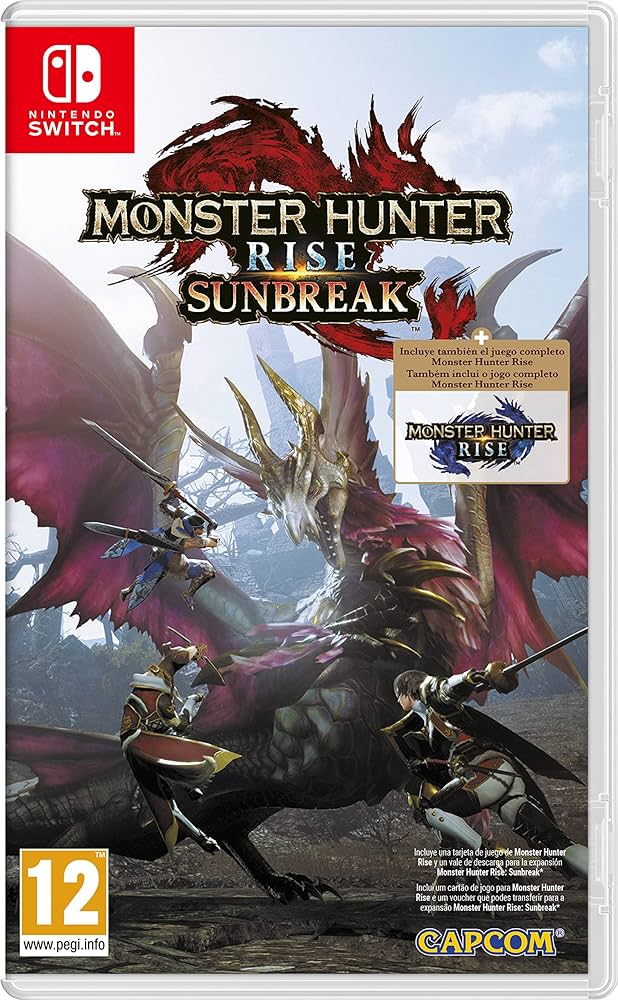 NINTENDO
SWITCH™
MONSTER HUNTER
RISE
SUNBREAK
™
+
Incluye también el juego completo
Monster Hunter Rise
Também inclui o jogo completo
Monster Hunter Rise
MONSTER HUNTER
RISE
™
Incluye una tarjeta de juego de Monster Hunter
Rise y un vale de descarga para la expansión
Monster Hunter Rise: Sunbreak*
Inclui um cartão de jogo para Monster Hunter
Rise e um voucher que podes transferir para a
expansão Monster Hunter Rise: Sunbreak*
12™
www.pegi.info
CAPCOM®